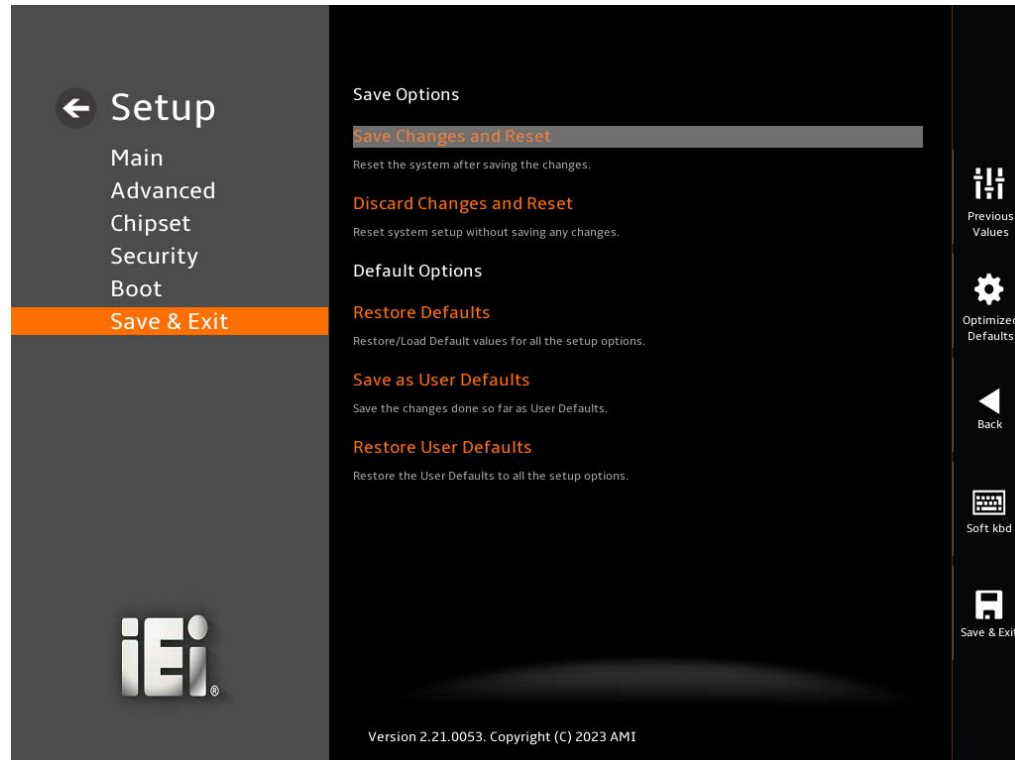 Setup
Main
Advanced
Chipset
Security
Boot
Save & Exit
iEi®
Save Options
Save Changes and Reset
Reset the system after saving the changes.
Discard Changes and Reset
Reset system setup without saving any changes.
Default Options
Restore Defaults
Restore/Load Default values for all the setup options.
Save as User Defaults
Save the changes done so far as User Defaults.
Restore User Defaults
Restore the User Defaults to all the setup options.
Version 2.21.0053. Copyright (C) 2023 AMI
Previous
Values
Optimized
Defaults
Back
Soft kbd
Save & Exit